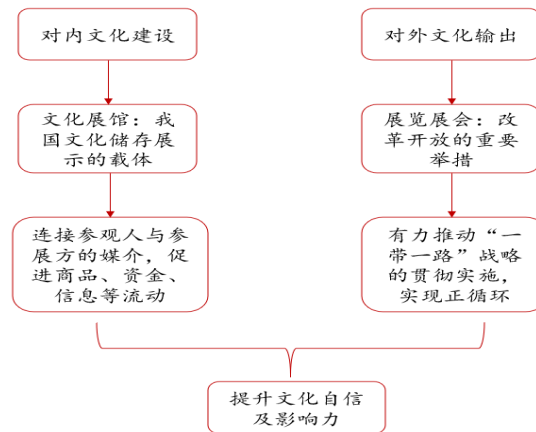 对内文化建设
对外文化输出
文化展馆：我
国文化储存展
示的载体
展览展会：改
革开放的重要
举措
连接参观人与参
展方的媒介，促
进商品、资金、
信息等流动
有力推动“一
带一路”战略
的贯彻实施，
实现正循环
提升文化自信
及影响力